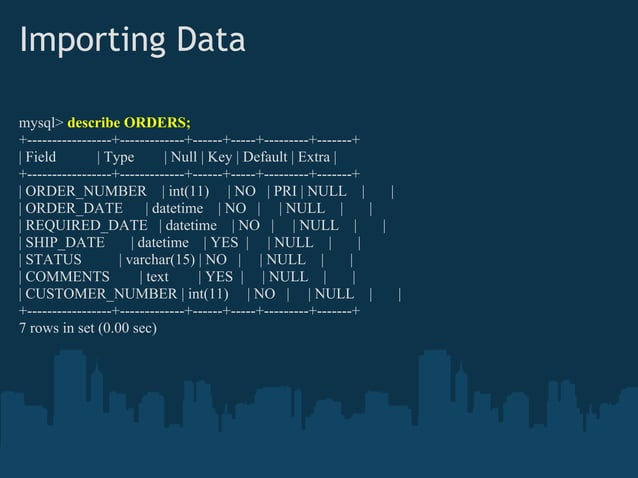 Importing Data
mysql> describe ORDERS;
+-----------------+-------------+------+-----+---------+-------+
| Field | Type | Null | Key | Default | Extra |
+-----------------+-------------+------+-----+---------+-------+
| ORDER_NUMBER | int(11) | NO | PRI | NULL | |
| ORDER_DATE | datetime | NO | | NULL | |
| REQUIRED_DATE | datetime | NO | | NULL | |
| SHIP_DATE | datetime | YES | | NULL | |
| STATUS | varchar(15) | NO | | NULL | |
| COMMENTS | text | YES | | NULL | |
| CUSTOMER_NUMBER | int(11) | NO | | NULL | |
+-----------------+-------------+------+-----+---------+-------+
7 rows in set (0.00 sec)